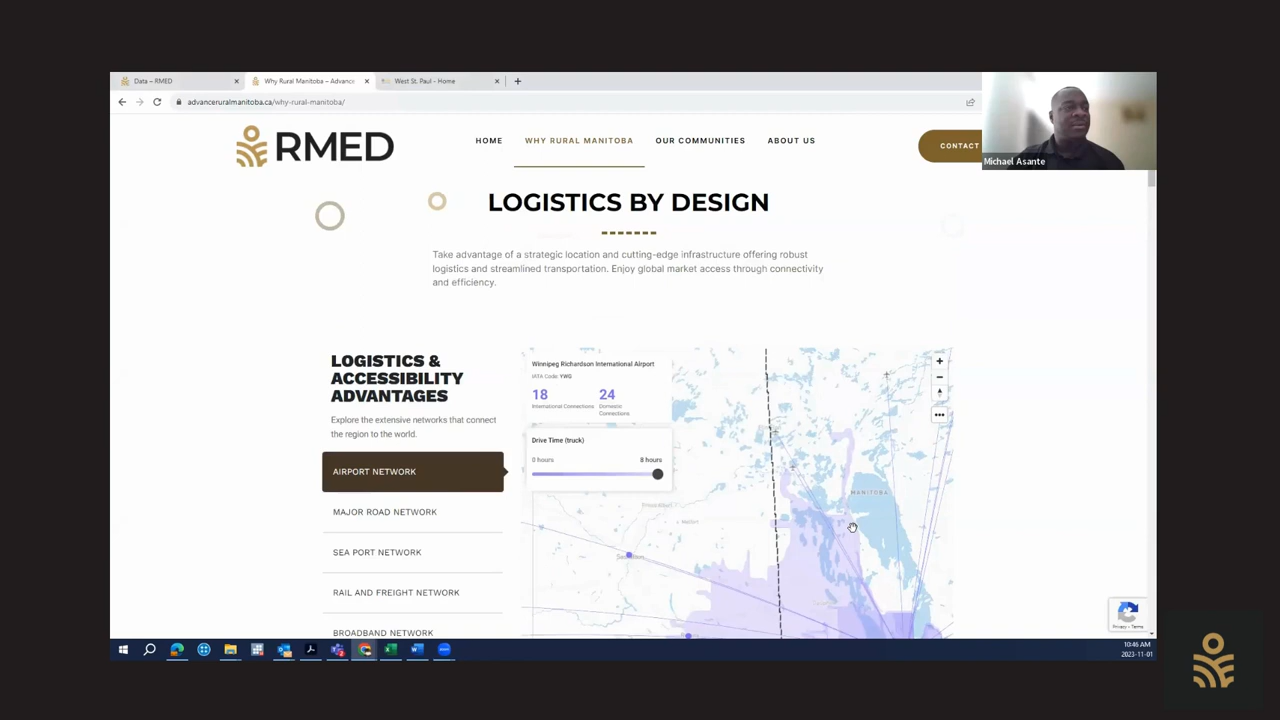 Data – RMED
Why Rural Manitoba – Advance
West St. Paul - Home
advanceruralmanitoba.ca/why-rural-manitoba/
Michael Asante
RMED
HOME
WHY RURAL MANITOBA
OUR COMMUNITIES
ABOUT US
CONTACT
LOGISTICS BY DESIGN
Take advantage of a strategic location and cutting-edge infrastructure offering robust
logistics and streamlined transportation. Enjoy global market access through connectivity
and efficiency.
LOGISTICS &
ACCESSIBILITY
ADVANTAGES
Explore the extensive networks that connect
the region to the world.
AIRPORT NETWORK
MAJOR ROAD NETWORK
SEA PORT NETWORK
RAIL AND FREIGHT NETWORK
BROADBAND NETWORK
Winnipeg Richardson International Airport
IATA Code: YWG
18
24
International Connections
Domestic
Connections
Drive Time (truck)
0 hours
8 hours
MANITOBA
Melfort
Privacy - Terms
10:46 AM
2023-11-01